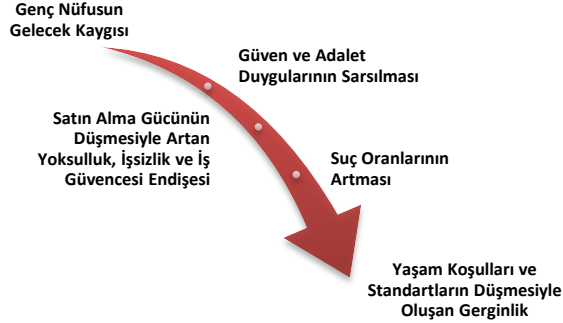 Genç Nüfusun
Gelecek Kaygısı
Güven ve Adalet
Duygularının Sarsılması
Satın Alma Gücünün
Düşmesiyle Artan
Yoksulluk, İşsizlik ve İş
Güvencesi Endişesi
Suç Oranlarının
Artması
Yaşam Koşulları ve
Standartların Düşmesiyle
Oluşan Gerginlik